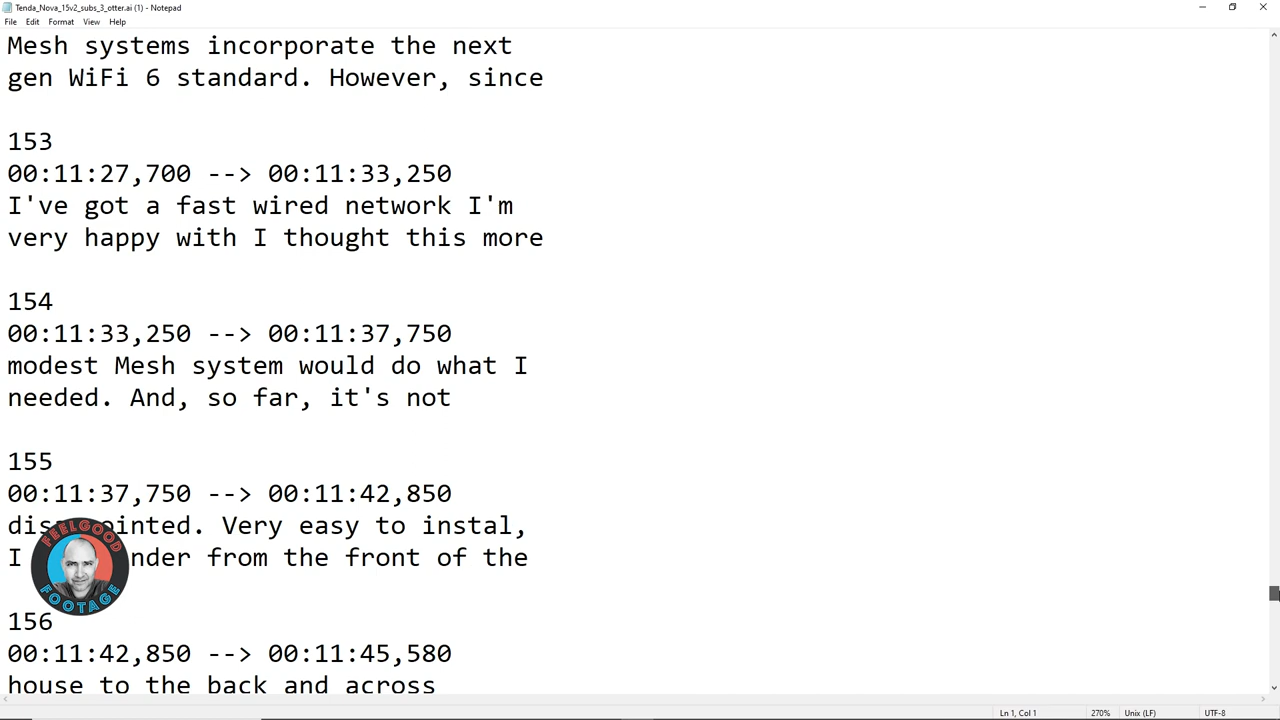 Tenda_Nova_15v2_subs_3_otter.ai (1) - Notepad
File Edit Format View Help
Mesh systems incorporate the next
gen WiFi 6 standard. However, since
153
00:11:27,700 --> 00:11:33,250
I've got a fast wired network I'm
very happy with I thought this more
154
00:11:33,250 --> 00:11:37,750
modest Mesh system would do what I
needed. And, so far, it's not
155
00:11:37,750 --> 00:11:42,850
Very easy to instal,
I from the front of the
FEELGOOD
FOOTAGE
156
00:11:42,850 --> 00:11:45,580
house to the back and across
Ln 1, Col 1 270% Unix (LF) UTF-8